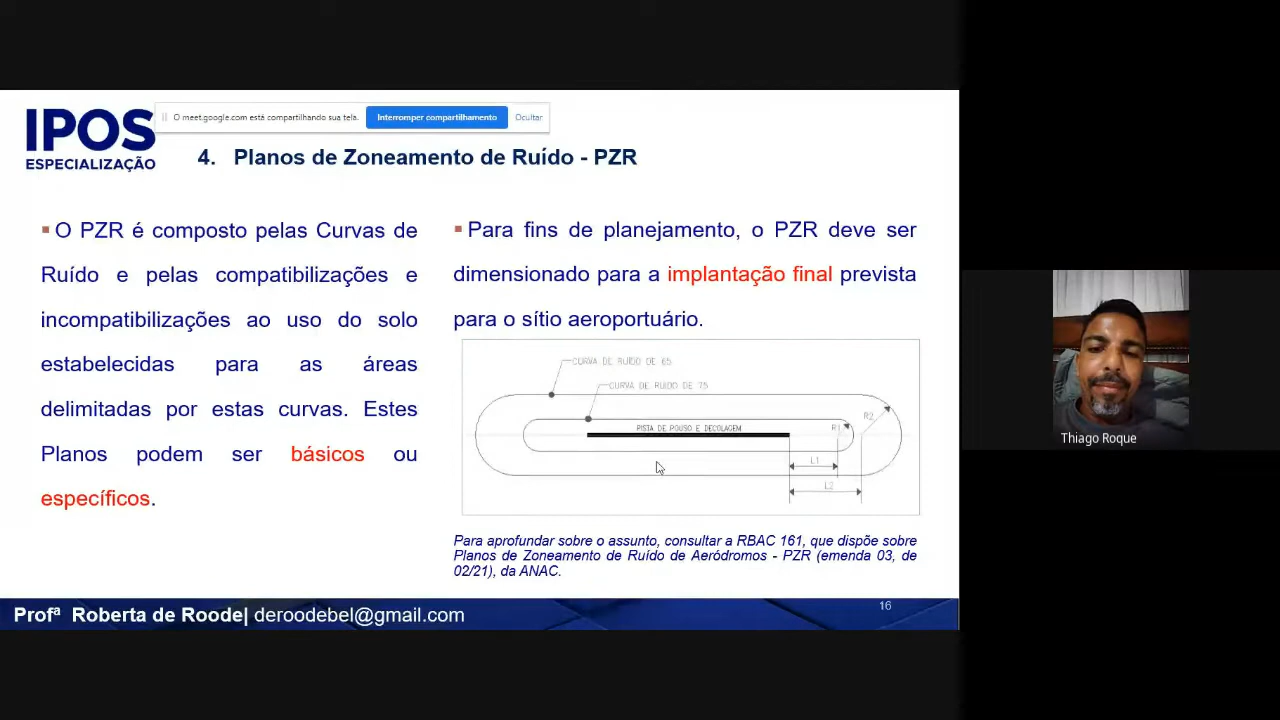 IPOS
ESPECIALIZAÇÃO
O meet.google.com está compartilhando sua tela.
Interromper compartilhamento
Ocultar
4. Planos de Zoneamento de Ruído - PZR
▪ O PZR é composto pelas Curvas de
Ruído e pelas compatibilizações e
incompatibilizações ao uso do solo
estabelecidas para as áreas
delimitadas por estas curvas. Estes
Planos podem ser básicos ou
específicos.
▪ Para fins de planejamento, o PZR deve ser
dimensionado para a implantação final prevista
para o sítio aeroportuário.
CURVA DE RUÍDO DE 65
CURVA DE RUIDO DE 75
PISTA DE POUSO E DECOLAGEM
R1
R2
L1
L2
Para aprofundar sobre o assunto, consultar a RBAC 161, que dispõe sobre
Planos de Zoneamento de Ruído de Aeródromos - PZR (emenda 03, de
02/21), da ANAC.
Profª Roberta de Roode| deroodebel@gmail.com
16
Thiago Roque